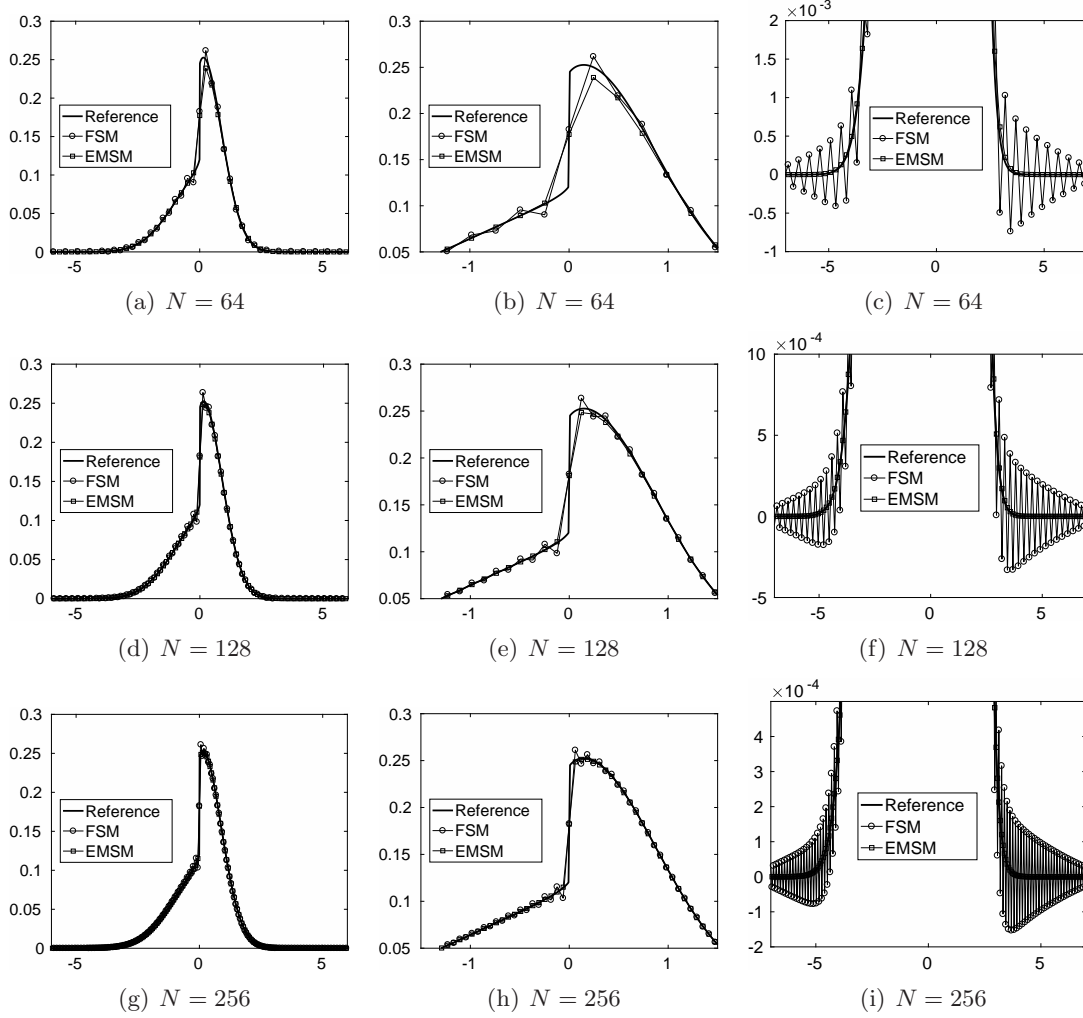 0.3
0.25
0.2
0.15
0.1
0.05
0
-5
0
5
Reference
FSM
EMSM
(a) N = 64
0.3
0.25
0.2
0.15
0.1
0.05
-1
0
1
Reference
FSM
EMSM
(b) N = 64
×10 -3
2
1.5
1
0.5
0
-0.5
-1
-5
0
5
Reference
FSM
EMSM
(c) N = 64
0.3
0.25
0.2
0.15
0.1
0.05
0
-5
0
5
Reference
FSM
EMSM
(d) N = 128
0.3
0.25
0.2
0.15
0.1
0.05
-1
0
1
Reference
FSM
EMSM
(e) N = 128
×10 -4
10
5
0
-5
-5
0
5
Reference
FSM
EMSM
(f) N = 128
0.3
0.25
0.2
0.15
0.1
0.05
0
-5
0
5
Reference
FSM
EMSM
(g) N = 256
0.3
0.25
0.2
0.15
0.1
0.05
-1
0
1
Reference
FSM
EMSM
(h) N = 256
×10 -4
4
3
2
1
0
-1
-2
-5
0
5
Reference
FSM
EMSM
(i) N = 256